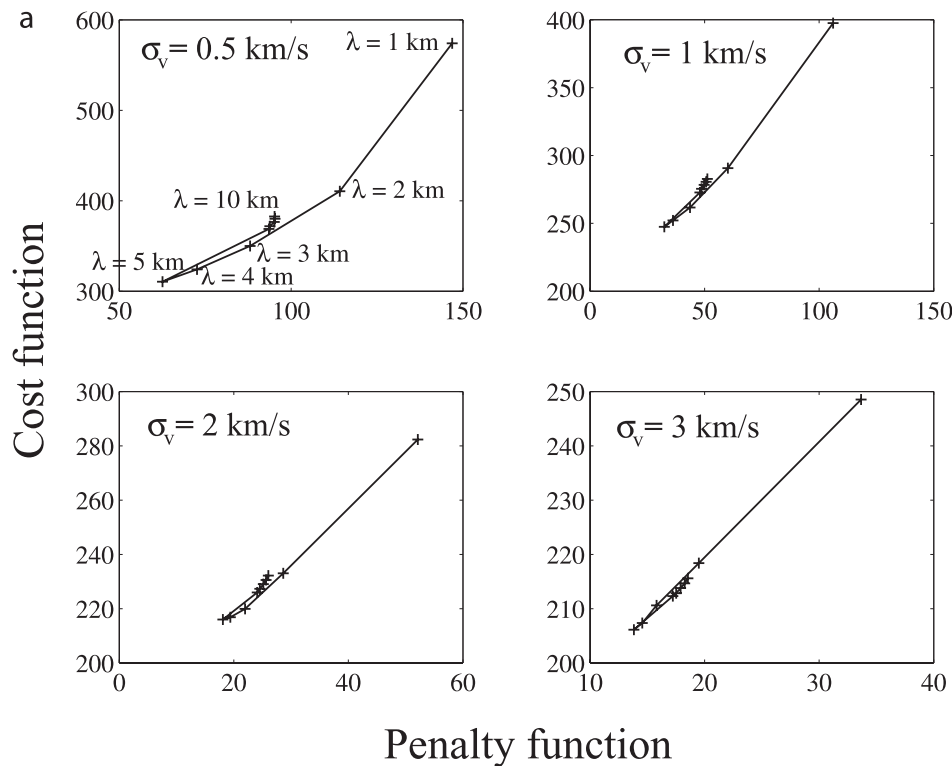 a
Cost function
σv = 0.5 km/s
λ = 1 km
λ = 2 km
λ = 10 km
λ = 3 km
λ = 5 km
λ = 4 km
600
500
400
300
50
100
150
σv = 1 km/s
400
350
300
250
200
0
50
100
150
σv = 2 km/s
300
280
260
240
220
200
0
20
40
60
σv = 3 km/s
250
240
230
220
210
200
10
20
30
40
Penalty function